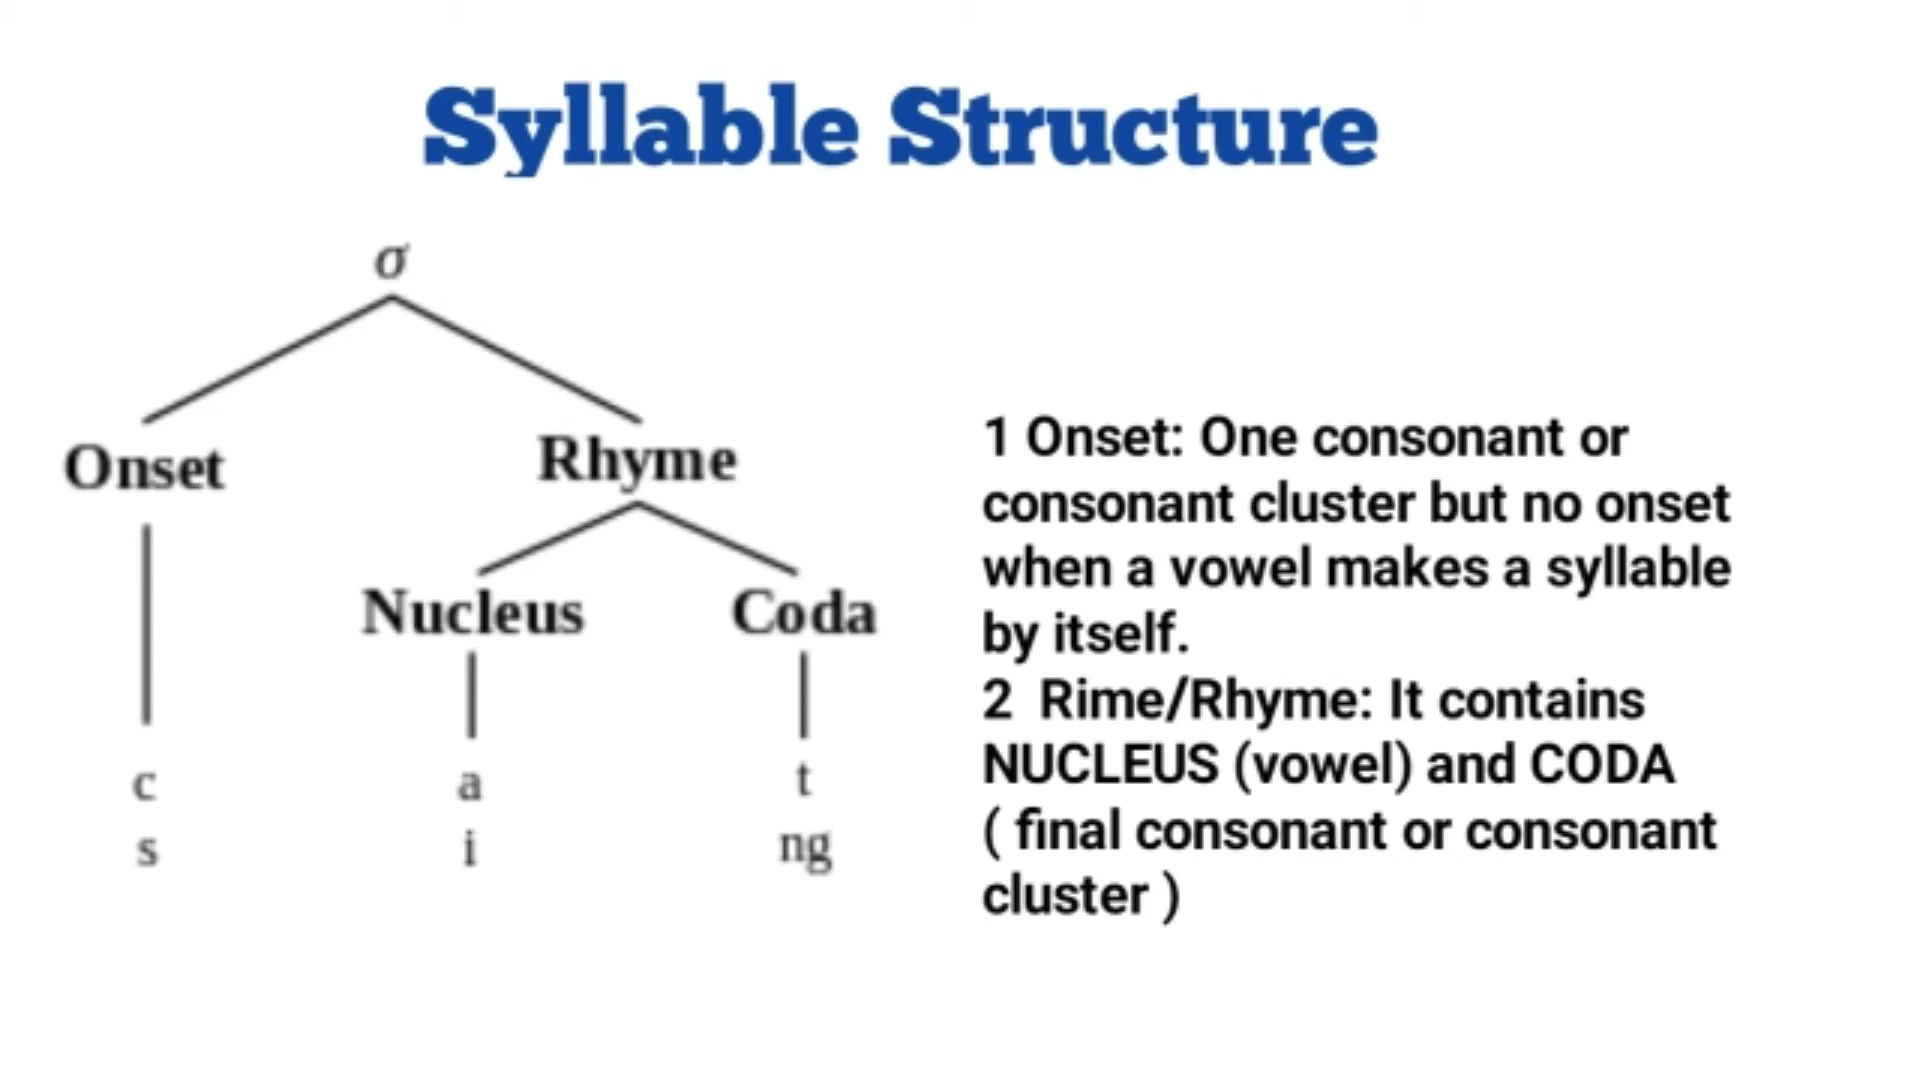 Syllable Structure
σ
Onset
Rhyme
Nucleus
Coda
c a t
s i ng
1 Onset: One consonant or
consonant cluster but no onset
when a vowel makes a syllable
by itself.
2 Rime/Rhyme: It contains
NUCLEUS (vowel) and CODA
( final consonant or consonant
cluster )